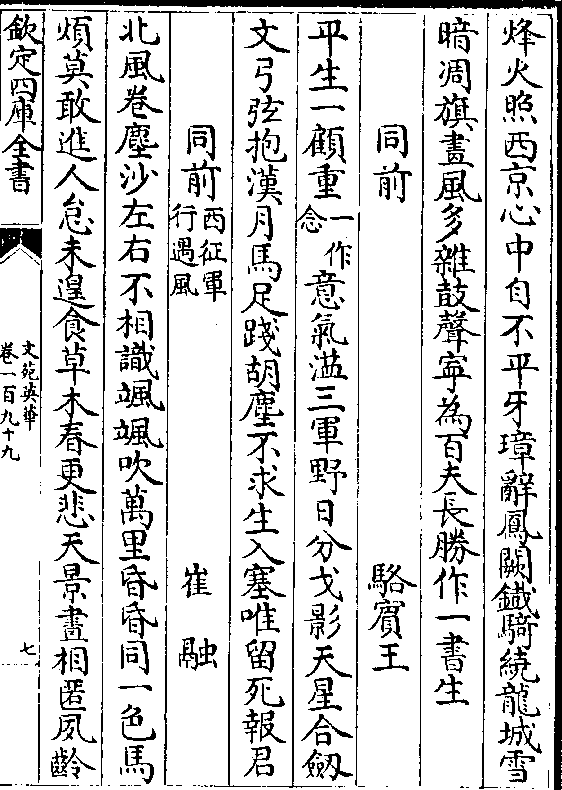 烽火照西京心中自不平牙璋辭鳳闕鐵騎繞龍城雪
暗凋旗畫風多雜鼓聲寧為百夫長勝作一書生
同前　駱賓王
平生一顧重一作念意氣溢三軍野日分戈影天星合劔
文弓弦抱漢月馬足踐胡塵不求生入塞唯留死報君
同前西征軍行遇風　崔融
北風卷塵沙左右不相識颯颯吹萬里昏昏同一色馬
煩莫敢進人怠未遑食草木春更悲天景晝相匿夙齡
欽定四庫全書
文苑英華
卷一百九十九
七